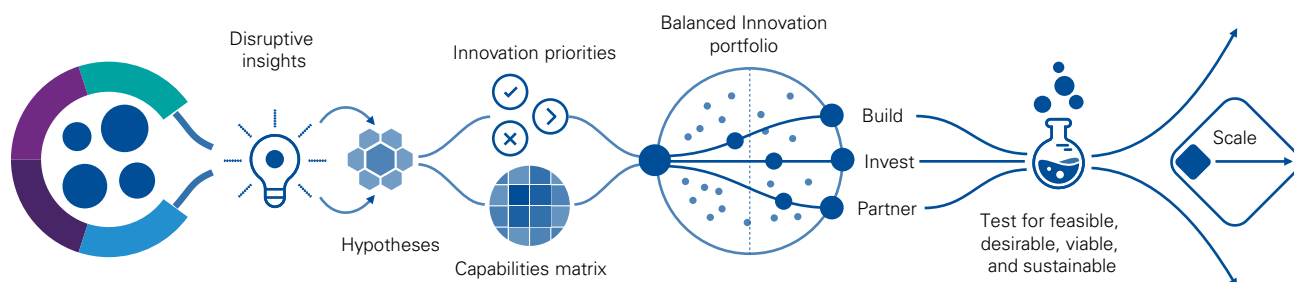 Disruptive
insights
Hypotheses
Innovation priorities
Capabilities matrix
Balanced Innovation
portfolio
Build
Invest
Partner
Test for feasible,
desirable, viable,
and sustainable
Scale